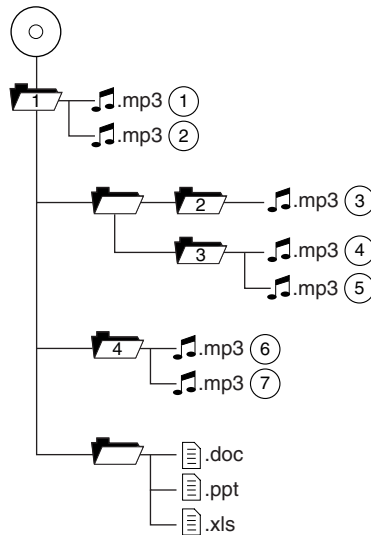 1 .mp3 1
.mp3 2
2 .mp3 3
3 .mp3 4
.mp3 5
4 .mp3 6
.mp3 7
.doc
.ppt
.xls